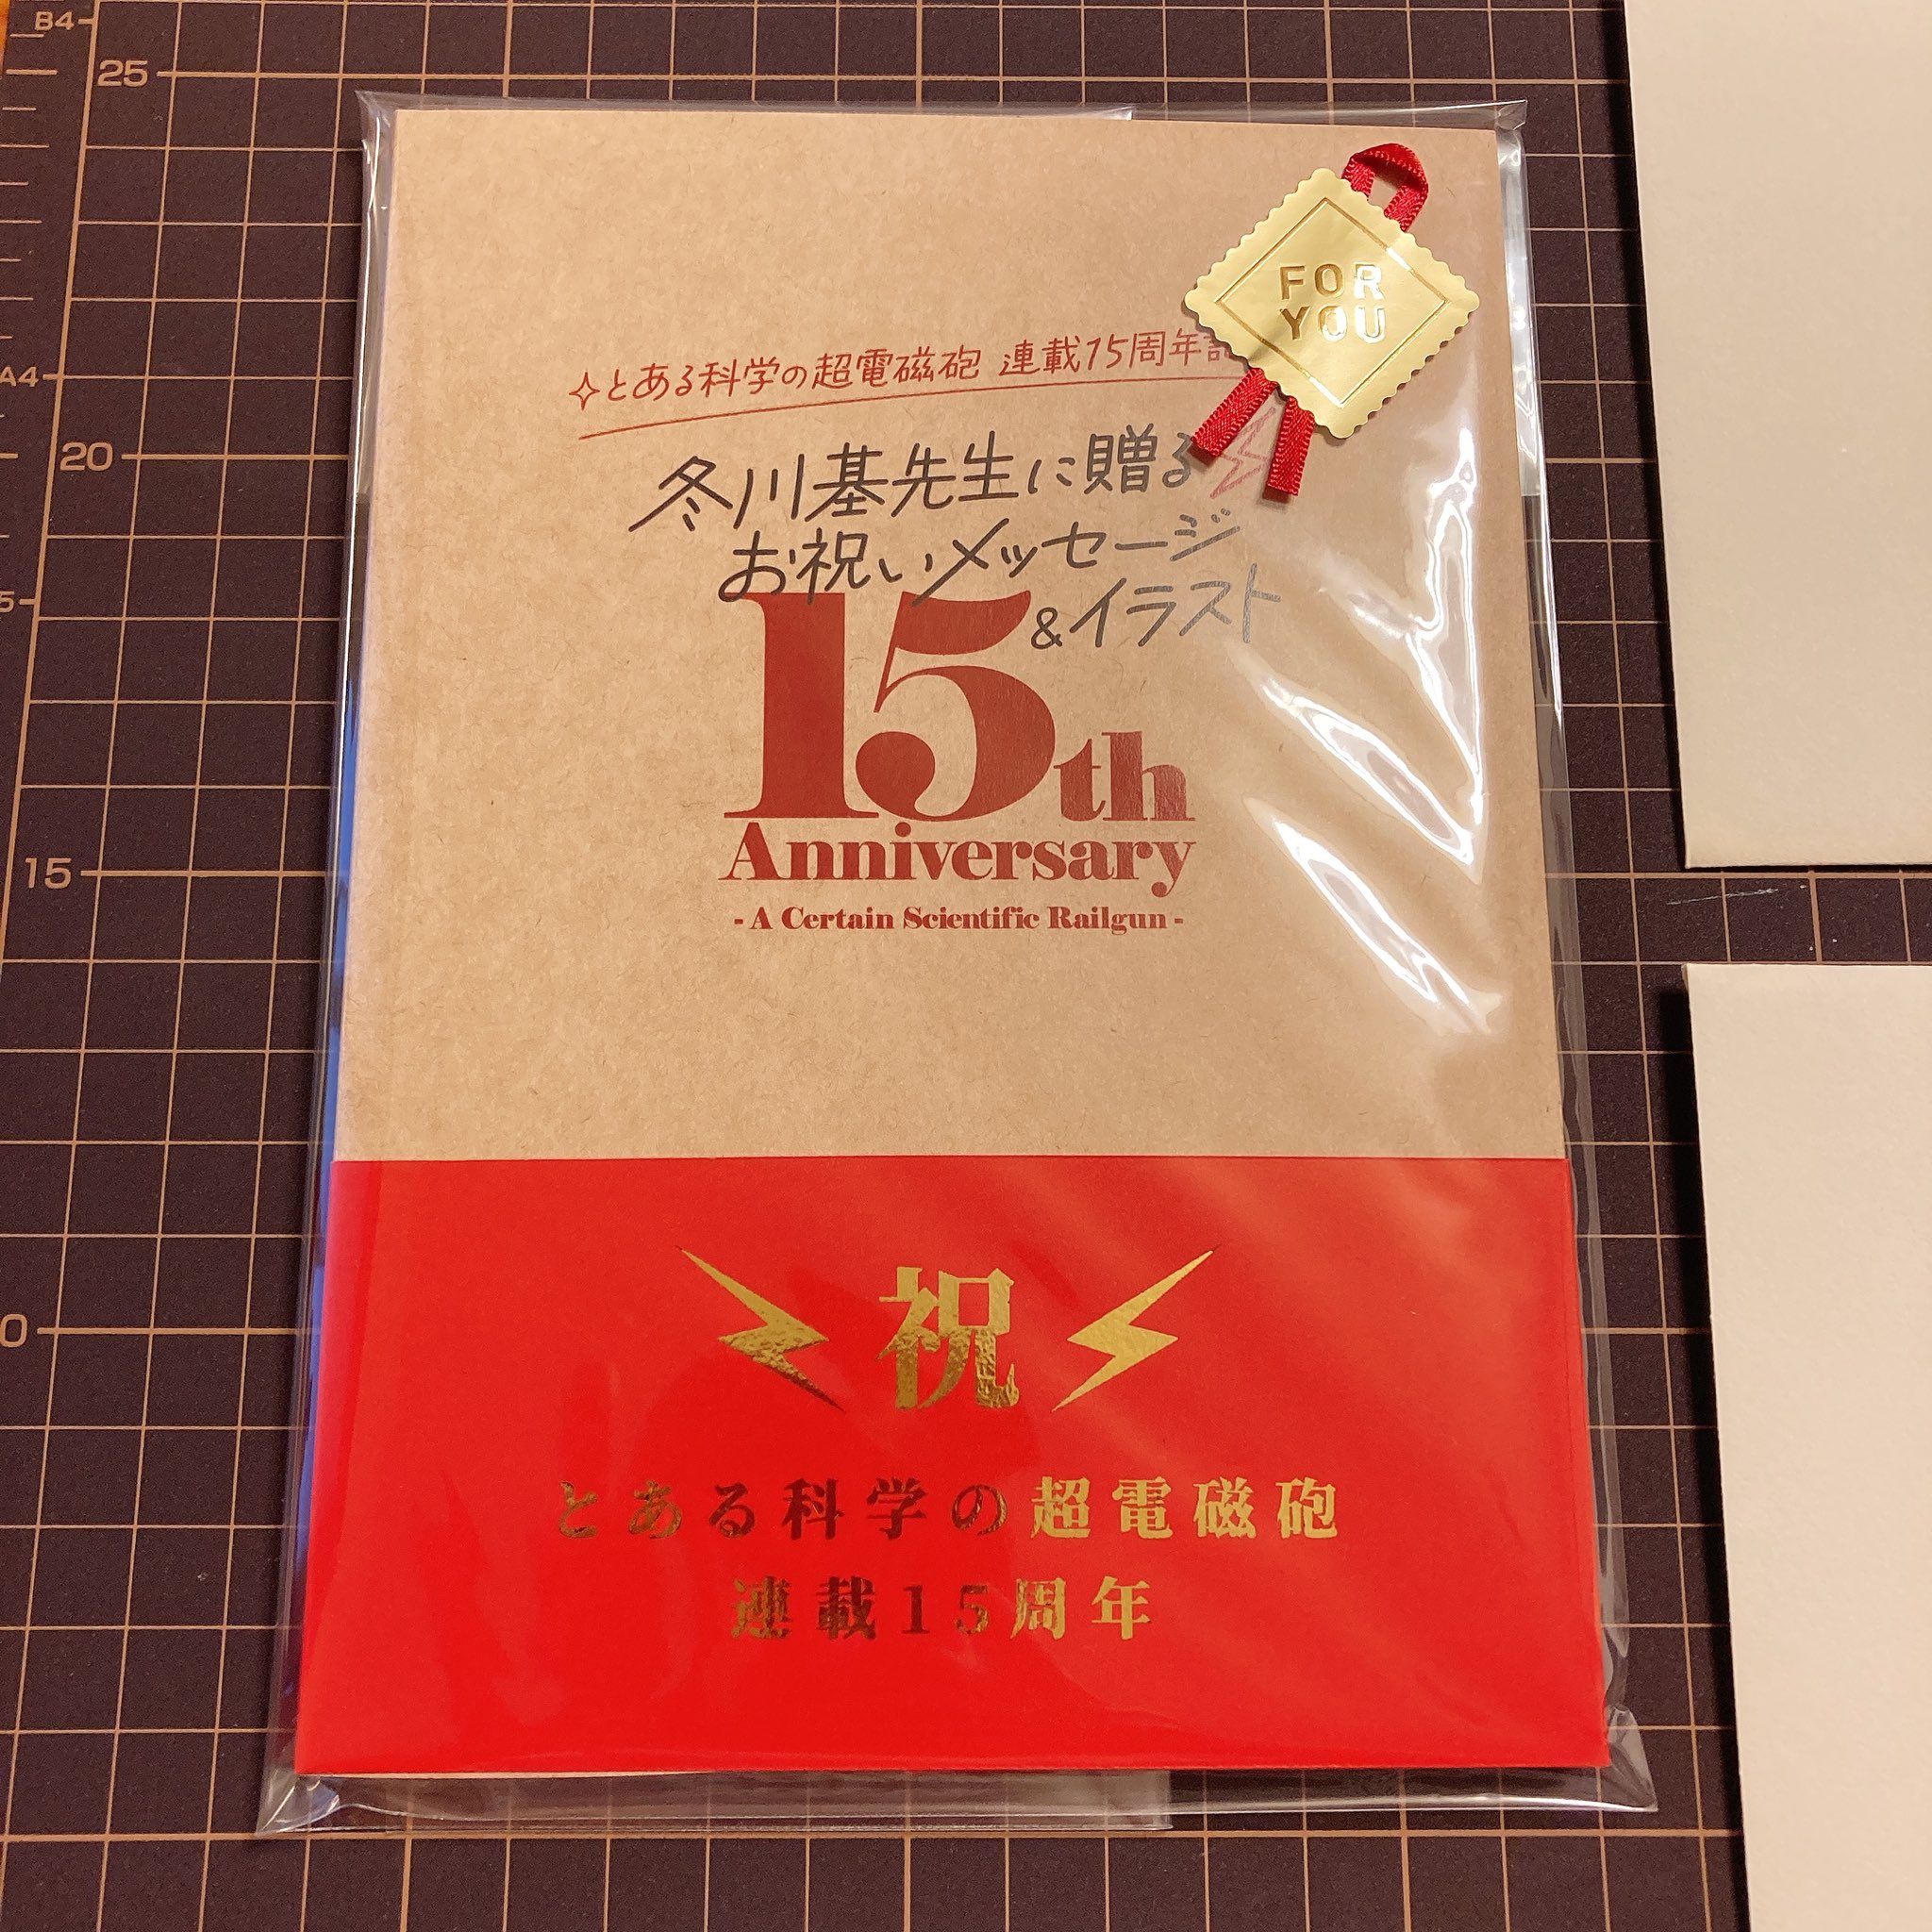 B4
25
A4
20
15
FOR
YOU
とある科学の超電磁砲 連載15周年
冬川基先生に贈る
お祝いメッセージ
&イラスト
15th
Anniversary
- A Certain Scientific Railgun -
祝
とある科学の超電磁砲
連載15周年